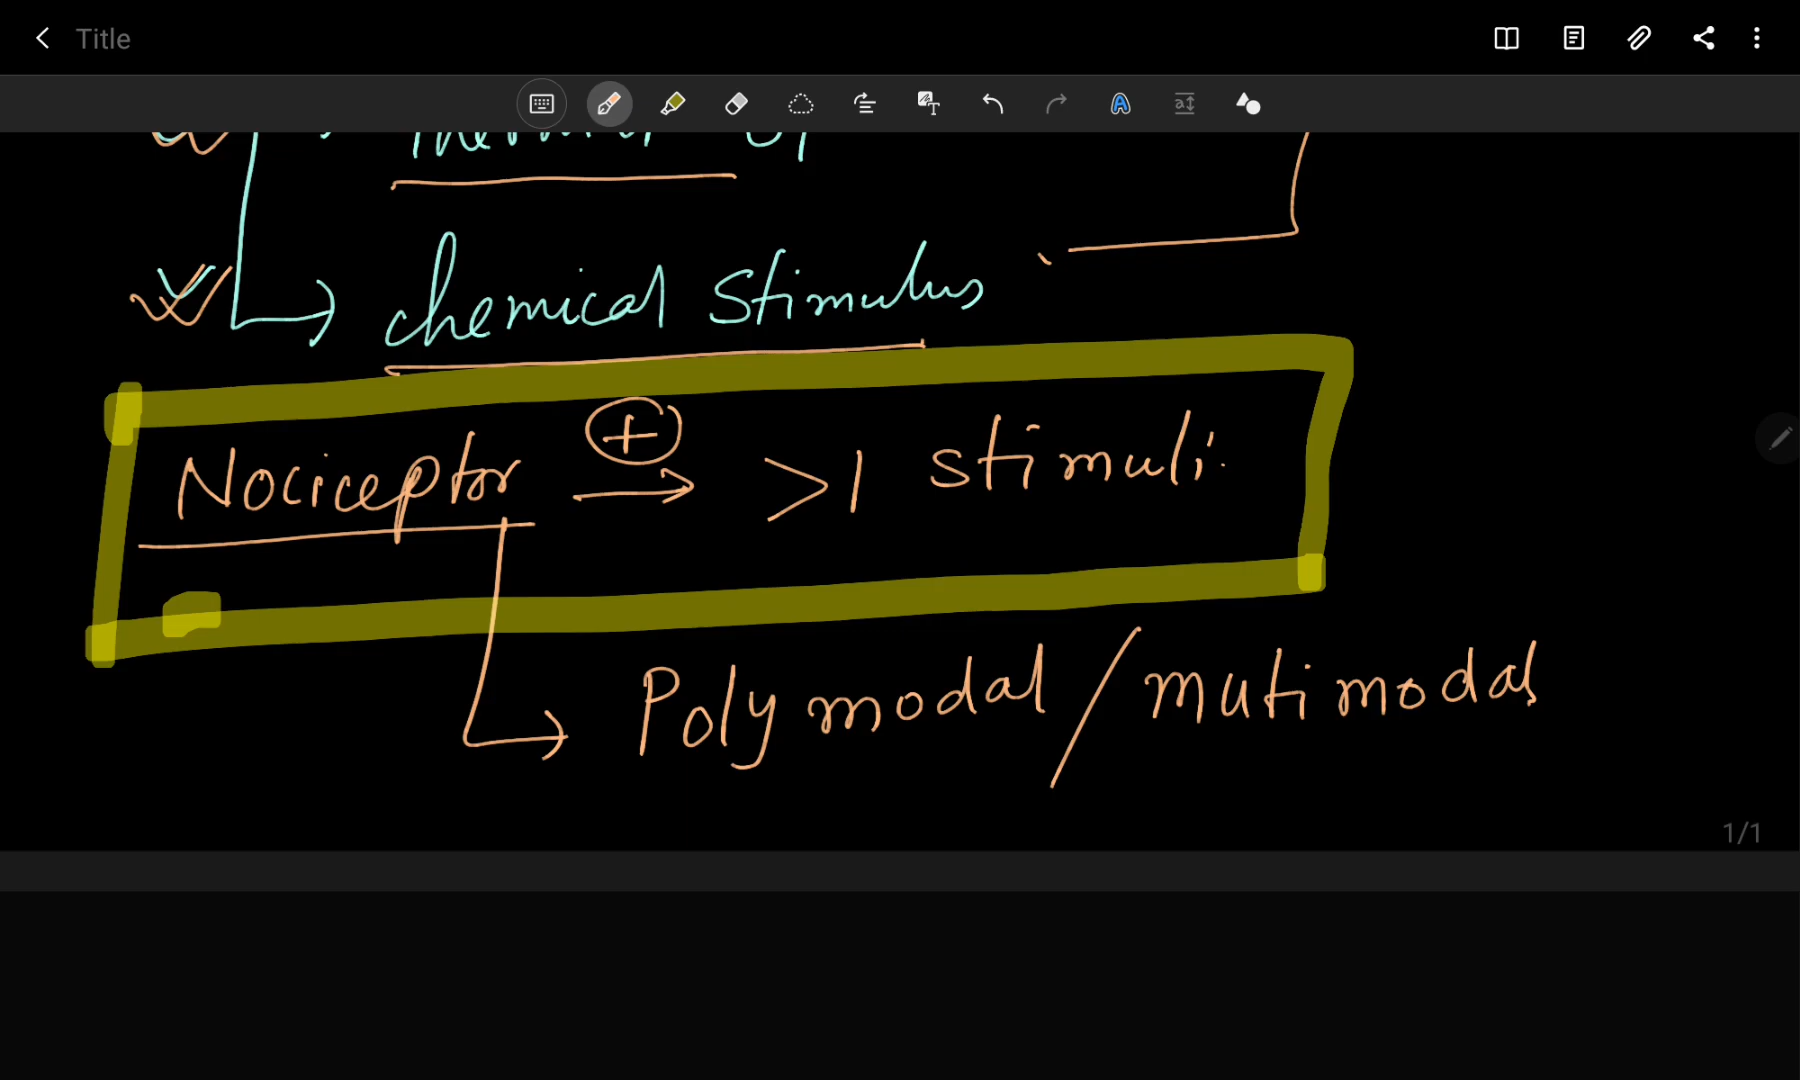 Title
chemical stimulus
Nociceptor + → >1 stimuli
→ Polymodal / mutimodal
1/1